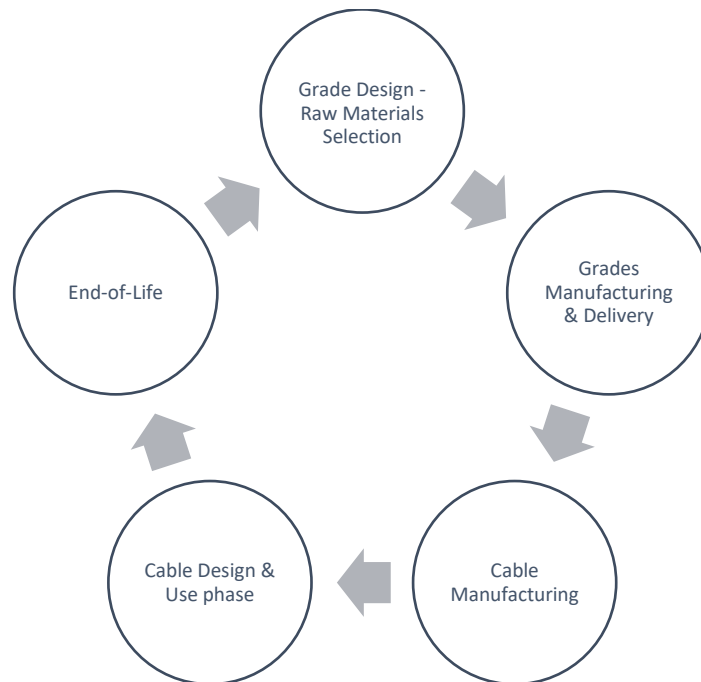 Grade Design -
Raw Materials
Selection
Grades
Manufacturing
& Delivery
Cable
Manufacturing
Cable Design &
Use phase
End-of-Life